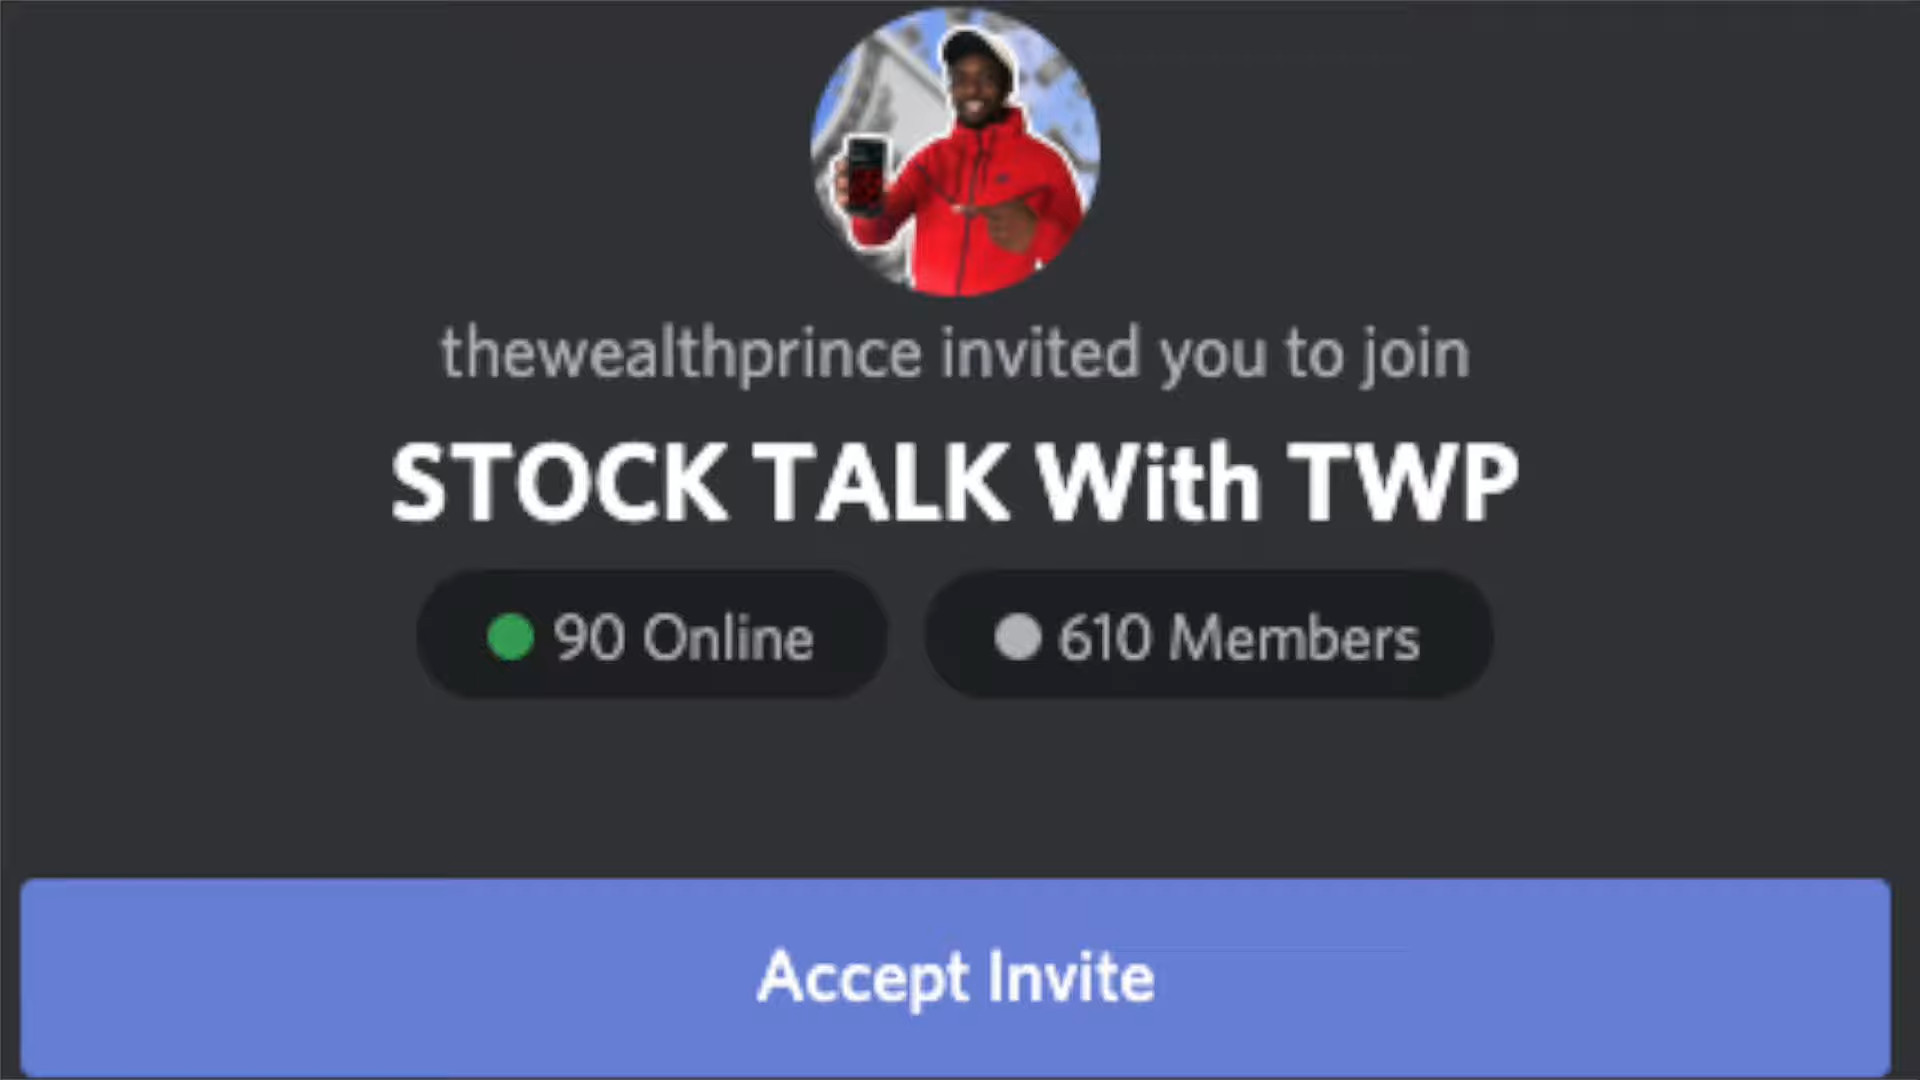 thewealthprince invited you to join
STOCK TALK With TWP
90 Online
610 Members
Accept Invite